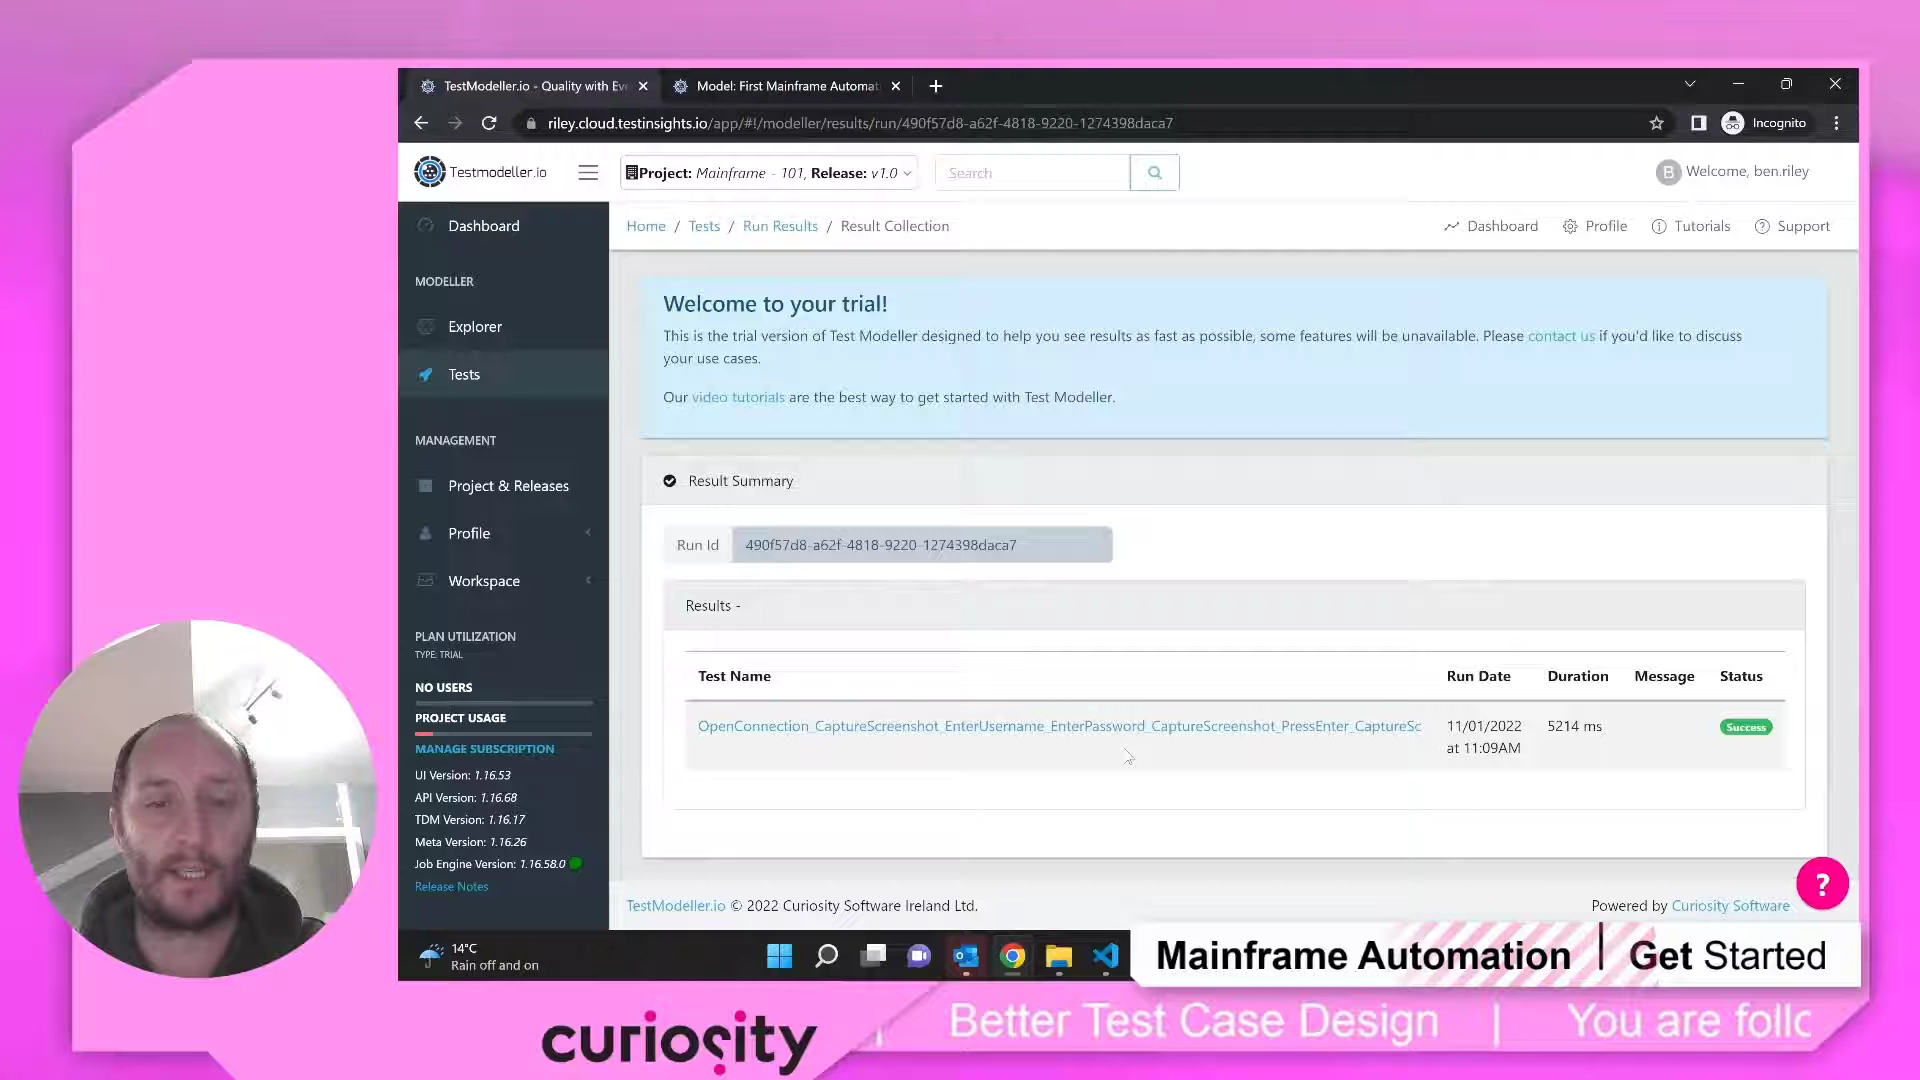 TestModeller.io - Quality with Eve
Model: First Mainframe Automat
riley.cloud.testinsights.io/app/#!/modeller/results/run/490f57d8-a62f-4818-9220-1274398daca7
Incognito
Testmodeller.io
Project: Mainframe - 101, Release: v1.0
Search
B
Welcome, ben.riley
Dashboard
MODELLER
Explorer
Tests
MANAGEMENT
Project & Releases
Profile
Workspace
PLAN UTILIZATION
TYPE: TRIAL
NO USERS
PROJECT USAGE
MANAGE SUBSCRIPTION
UI Version: 1.16.53
API Version: 1.16.68
TDM Version: 1.16.17
Meta Version: 1.16.26
Job Engine Version: 1.16.58.0
Release Notes
Home / Tests / Run Results / Result Collection
Dashboard
Profile
Tutorials
Support
Welcome to your trial!
This is the trial version of Test Modeller designed to help you see results as fast as possible, some features will be unavailable. Please contact us if you'd like to discuss
your use cases.
Our video tutorials are the best way to get started with Test Modeller.
Result Summary
Run Id
490f57d8-a62f-4818-9220-1274398daca7
Results -
Test Name
Run Date
Duration
Message
Status
OpenConnection_CaptureScreenshot_EnterUsername_EnterPassword_CaptureScreenshot_PressEnter_CaptureSc
11/01/2022
at 11:09AM
5214 ms
Success
?
TestModeller.io © 2022 Curiosity Software Ireland Ltd.
Powered by Curiosity Software
14°C
Rain off and on
Mainframe Automation | Get Started
curiosity
| Better Test Case Design | You are follo